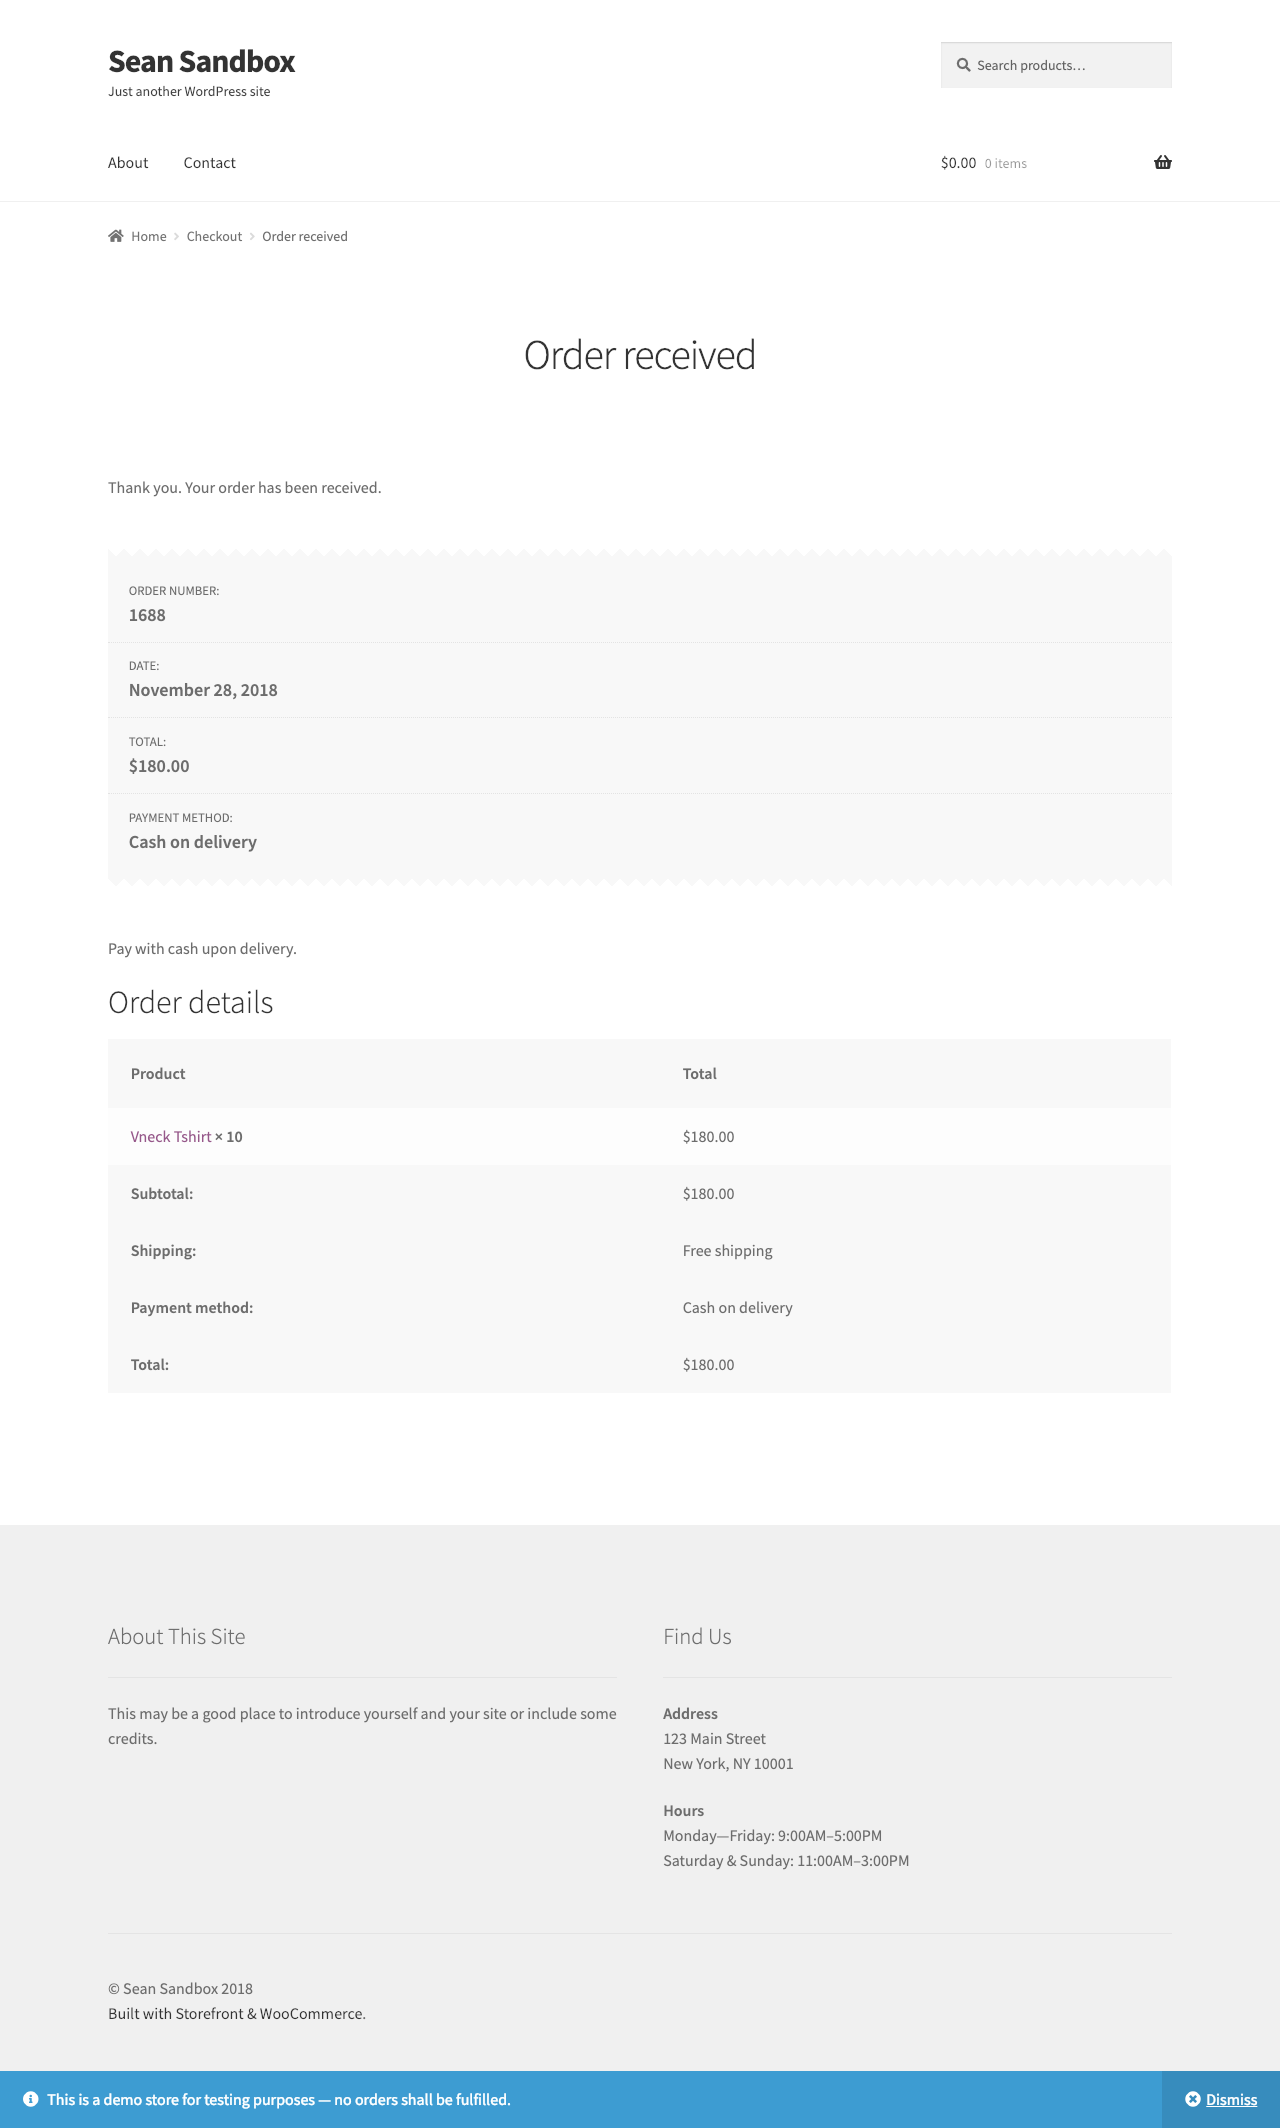 Sean Sandbox
Just another WordPress site
Search products…
About Contact
$0.00 0 items
Home > Checkout > Order received
Order received
Thank you. Your order has been received.
ORDER NUMBER:
1688
DATE:
November 28, 2018
TOTAL:
$180.00
PAYMENT METHOD:
Cash on delivery
Pay with cash upon delivery.
Order details
Product Total
Vneck Tshirt × 10 $180.00
Subtotal: $180.00
Shipping: Free shipping
Payment method: Cash on delivery
Total: $180.00
About This Site
This may be a good place to introduce yourself and your site or include some
credits.
Find Us
Address
123 Main Street
New York, NY 10001
Hours
Monday—Friday: 9:00AM–5:00PM
Saturday & Sunday: 11:00AM–3:00PM
© Sean Sandbox 2018
Built with Storefront & WooCommerce.
This is a demo store for testing purposes — no orders shall be fulfilled.
Dismiss